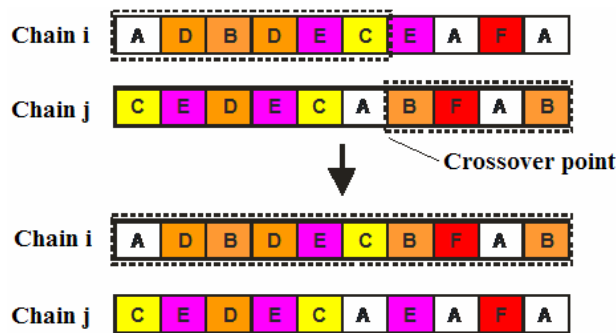 Chain i A D B D E C E A F A
Chain j C E D E C A B F A B
Crossover point
Chain i A D B D E C B F A B
Chain j C E D E C A E A F A